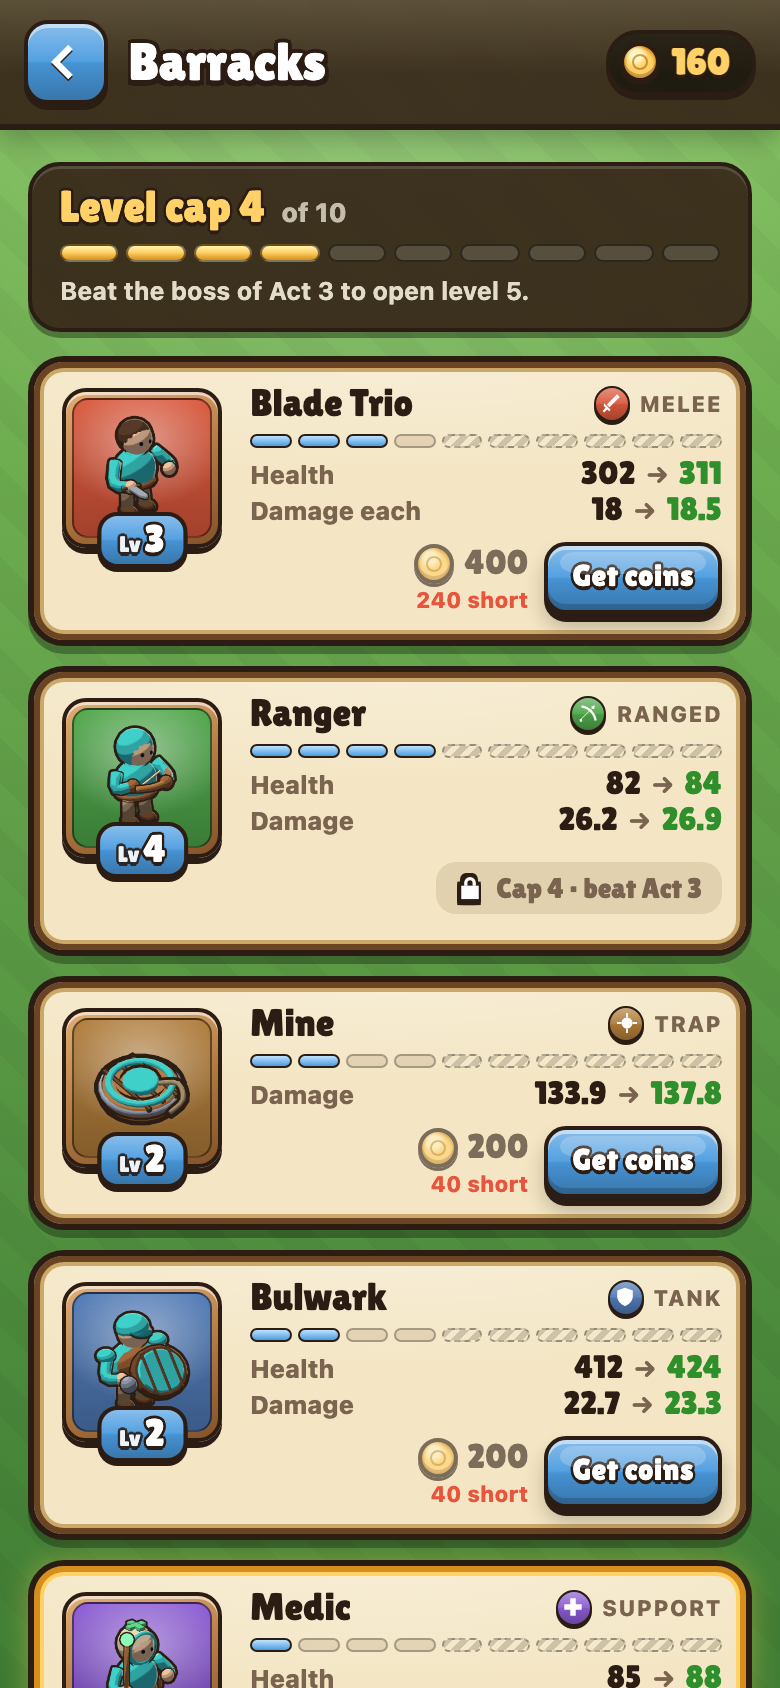 Barracks
160
Level cap 4 of 10
Beat the boss of Act 3 to open level 5.
Blade Trio
MELEE
Health 302 → 311
Damage each 18 → 18.5
Lv3
400
240 short
Get coins
Ranger
RANGED
Health 82 → 84
Damage 26.2 → 26.9
Lv4
Cap 4 · beat Act 3
Mine
TRAP
Damage 133.9 → 137.8
Lv2
200
40 short
Get coins
Bulwark
TANK
Health 412 → 424
Damage 22.7 → 23.3
Lv2
200
40 short
Get coins
Medic
SUPPORT
Health 85 → 88